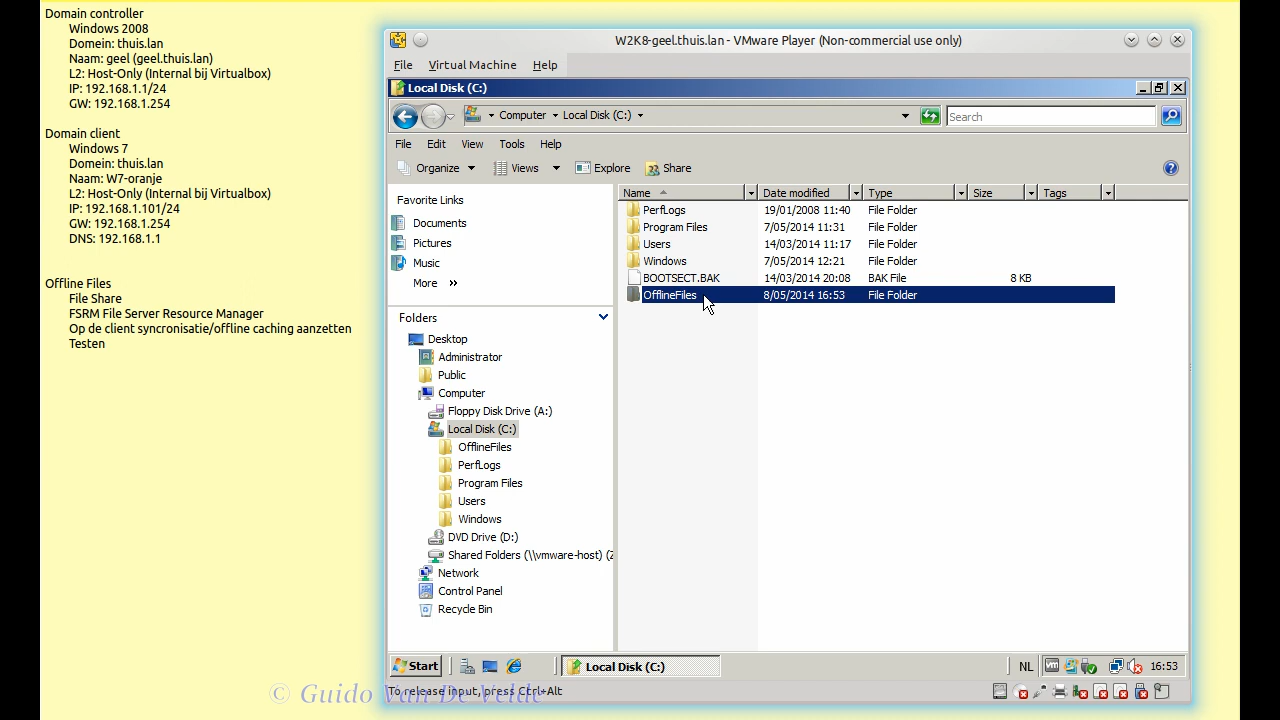 Domain controller
Windows 2008
Domein: thuis.lan
Naam: geel (geel.thuis.lan)
L2: Host-Only (Internal bij Virtualbox)
IP: 192.168.1.1/24
GW: 192.168.1.254
Domain client
Windows 7
Domein: thuis.lan
Naam: W7-oranje
L2: Host-Only (Internal bij Virtualbox)
IP: 192.168.1.101/24
GW: 192.168.1.254
DNS: 192.168.1.1
Offline Files
File Share
FSRM File Server Resource Manager
Op de client syncronisatie/offline caching aanzetten
Testen
W2K8-geel.thuis.lan - VMware Player (Non-commercial use only)
File Virtual Machine Help
Local Disk (C:)
Computer Local Disk (C:) Search
File Edit View Tools Help
Organize Views Explore Share
Favorite Links
Documents
Pictures
Music
More »
Folders
Desktop
Administrator
Public
Computer
Floppy Disk Drive (A:)
Local Disk (C:)
OfflineFiles
PerfLogs
Program Files
Users
Windows
DVD Drive (D:)
Shared Folders (\\vmware-host) (Z
Network
Control Panel
Recycle Bin
Name Date modified Type Size Tags
PerfLogs 19/01/2008 11:40 File Folder
Program Files 7/05/2014 11:31 File Folder
Users 14/03/2014 11:17 File Folder
Windows 7/05/2014 12:21 File Folder
BOOTSECT.BAK 14/03/2014 20:08 BAK File 8 KB
OfflineFiles 8/05/2014 16:53 File Folder
Start Local Disk (C:) NL 16:53
To release input, press Ctrl+Alt
© Guido Van De Velde